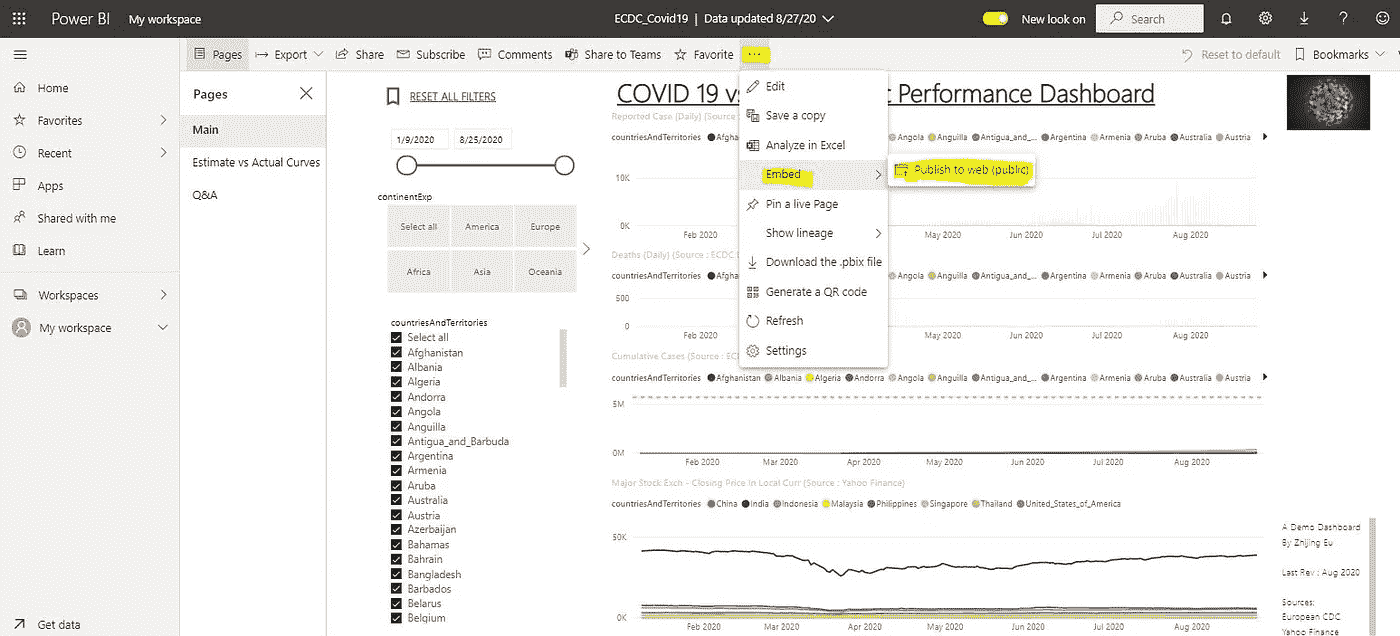 Power BI My workspace
ECDC_Covid19 | Data updated 8/27/20
New look on
Search
Pages Export Share Subscribe Comments Share to Teams Favorite ...
Reset to default Bookmarks
Home
Favorites
Recent
Apps
Shared with me
Learn
Workspaces
My workspace
Get data
Pages
Main
Estimate vs Actual Curves
Q&A
RESET ALL FILTERS
1/9/2020 8/25/2020
continentExp
Select all America Europe
Africa Asia Oceania
countriesAndTerritories
Select all
Afghanistan
Albania
Algeria
Andorra
Angola
Anguilla
Antigua_and_Barbuda
Argentina
Armenia
Aruba
Australia
Austria
Azerbaijan
Bahamas
Bahrain
Bangladesh
Barbados
Belarus
Belgium
Edit
Save a copy
Analyze in Excel
Embed
Publish to web (public)
Pin a live Page
Show lineage
Download the .pbix file
Generate a QR code
Refresh
Settings
COVID 19 vs c Performance Dashboard
Reported Case (Daily) (Source
countriesAndTerritories Afgha Angola Anguilla Antigua_and_... Argentina Armenia Aruba Australia Austria
10K
0K
Feb 2020 May 2020 Jun 2020 Jul 2020 Aug 2020
Deaths (Daily) (Source : ECDC
countriesAndTerritories Afgha Angola Anguilla Antigua_and_... Argentina Armenia Aruba Australia Austria
500
0
Feb 2020 May 2020 Jun 2020 Jul 2020 Aug 2020
Cumulative Cases (Source : EC
countriesAndTerritories Afghanistan Albania Algeria Andorra Angola Anguilla Antigua_and_... Argentina Armenia Aruba Australia Austria
5M
0M
Feb 2020 Mar 2020 Apr 2020 May 2020 Jun 2020 Jul 2020 Aug 2020
Major Stock Exch - Closing Price In Local Curr (Source : Yahoo Finance)
countriesAndTerritories China India Indonesia Malaysia Philippines Singapore Thailand United_States_of_America
50K
0K
Feb 2020 Mar 2020 Apr 2020 May 2020 Jun 2020 Jul 2020 Aug 2020
A Demo Dashboard
By Zhijing Eu
Last Rev : Aug 2020
Sources:
European CDC
Yahoo Finance